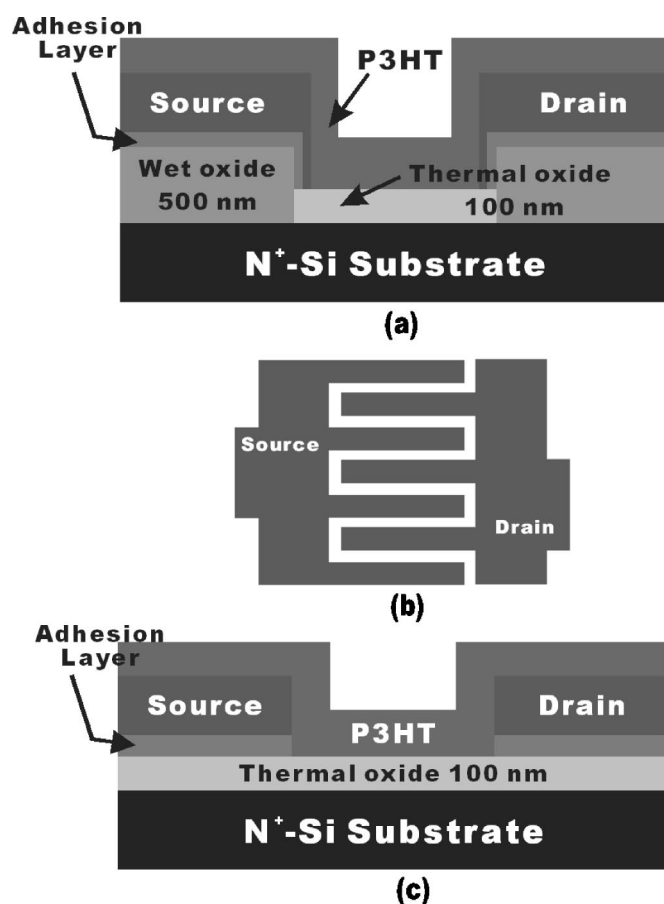 Adhesion
Layer
P3HT
Source
Drain
Wet oxide
500 nm
Thermal oxide
100 nm
N⁺-Si Substrate
(a)
Source
Drain
(b)
Adhesion
Layer
Source
Drain
P3HT
Thermal oxide 100 nm
N⁺-Si Substrate
(c)